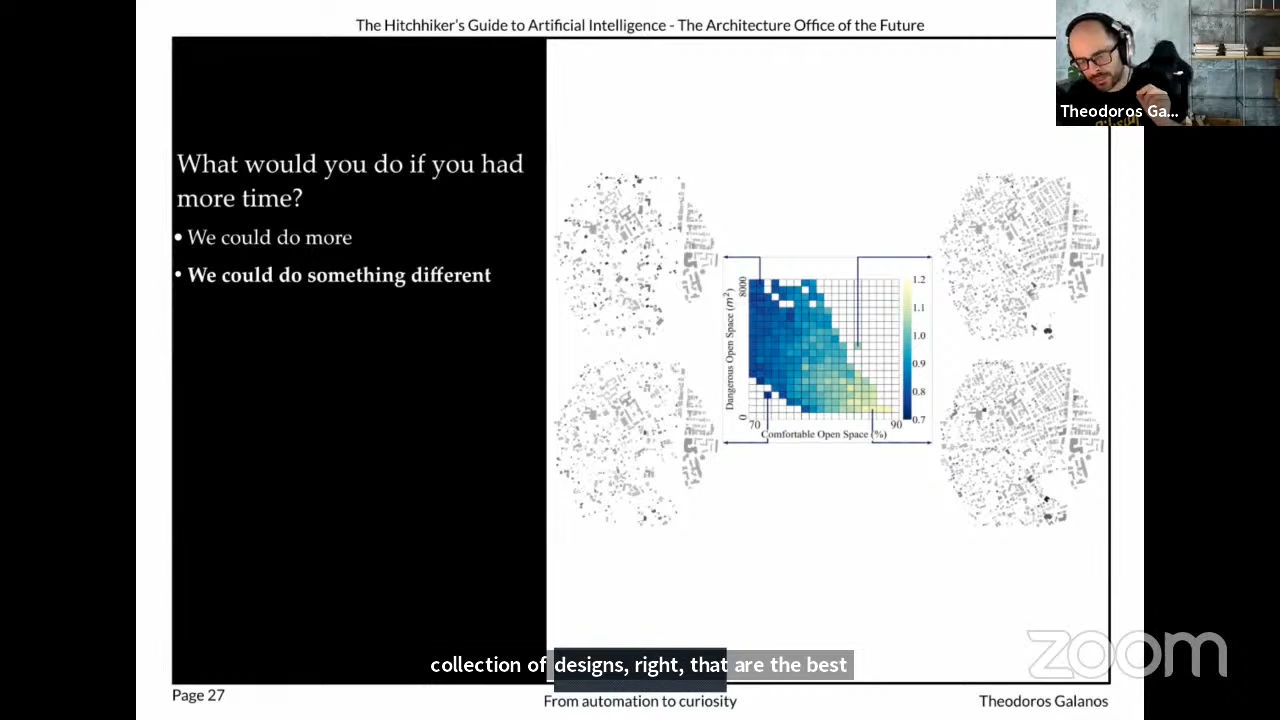 The Hitchhiker's Guide to Artificial Intelligence - The Architecture Office of the Future
Theodoros Ga...
What would you do if you had
more time?
• We could do more
• We could do something different
Dangerous Open Space (m²)
8000
0
70
90
Comfortable Open Space (%)
1.2
1.1
1.0
0.9
0.8
0.7
collection of designs, right, that are the best
zoom
Page 27
From automation to curiosity
Theodoros Galanos